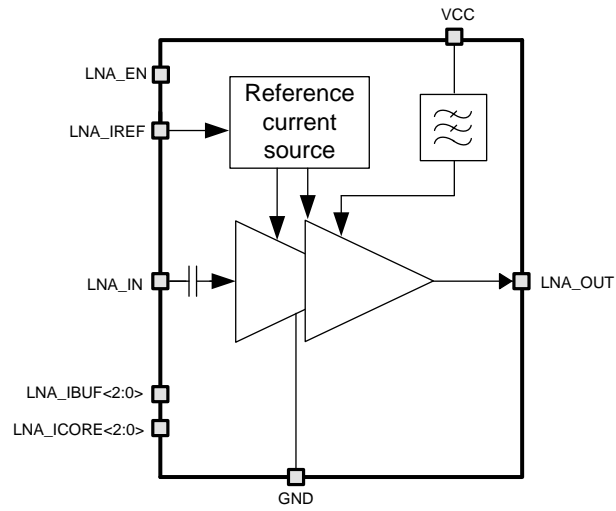 VCC
LNA_EN
LNA_IREF
Reference
current
source
LNA_IN
LNA_OUT
LNA_IBUF<2:0>
LNA_ICORE<2:0>
GND